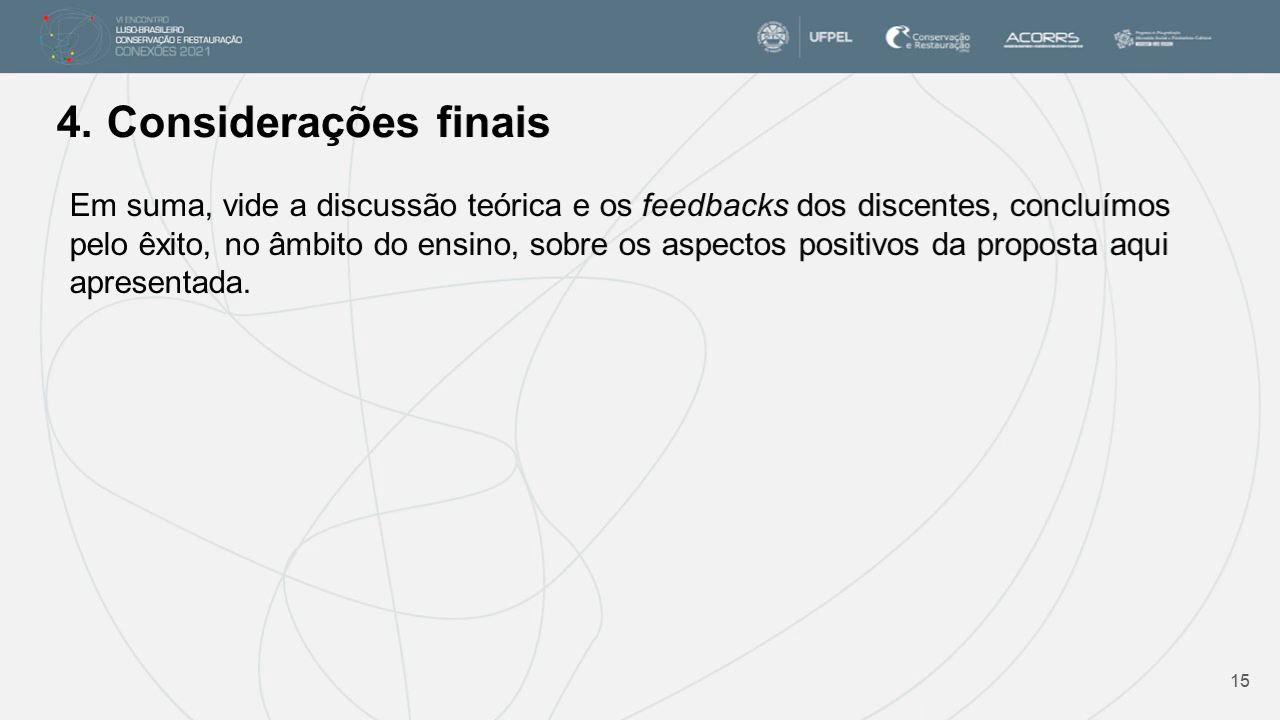 VI ENCONTRO
LUSO-BRASILEIRO
CONSERVAÇÃO E RESTAURAÇÃO
CONEXÕES 2021
UFPEL
Conservação
e Restauração
ACORRS
4. Considerações finais
Em suma, vide a discussão teórica e os feedbacks dos discentes, concluímos
pelo êxito, no âmbito do ensino, sobre os aspectos positivos da proposta aqui
apresentada.
15